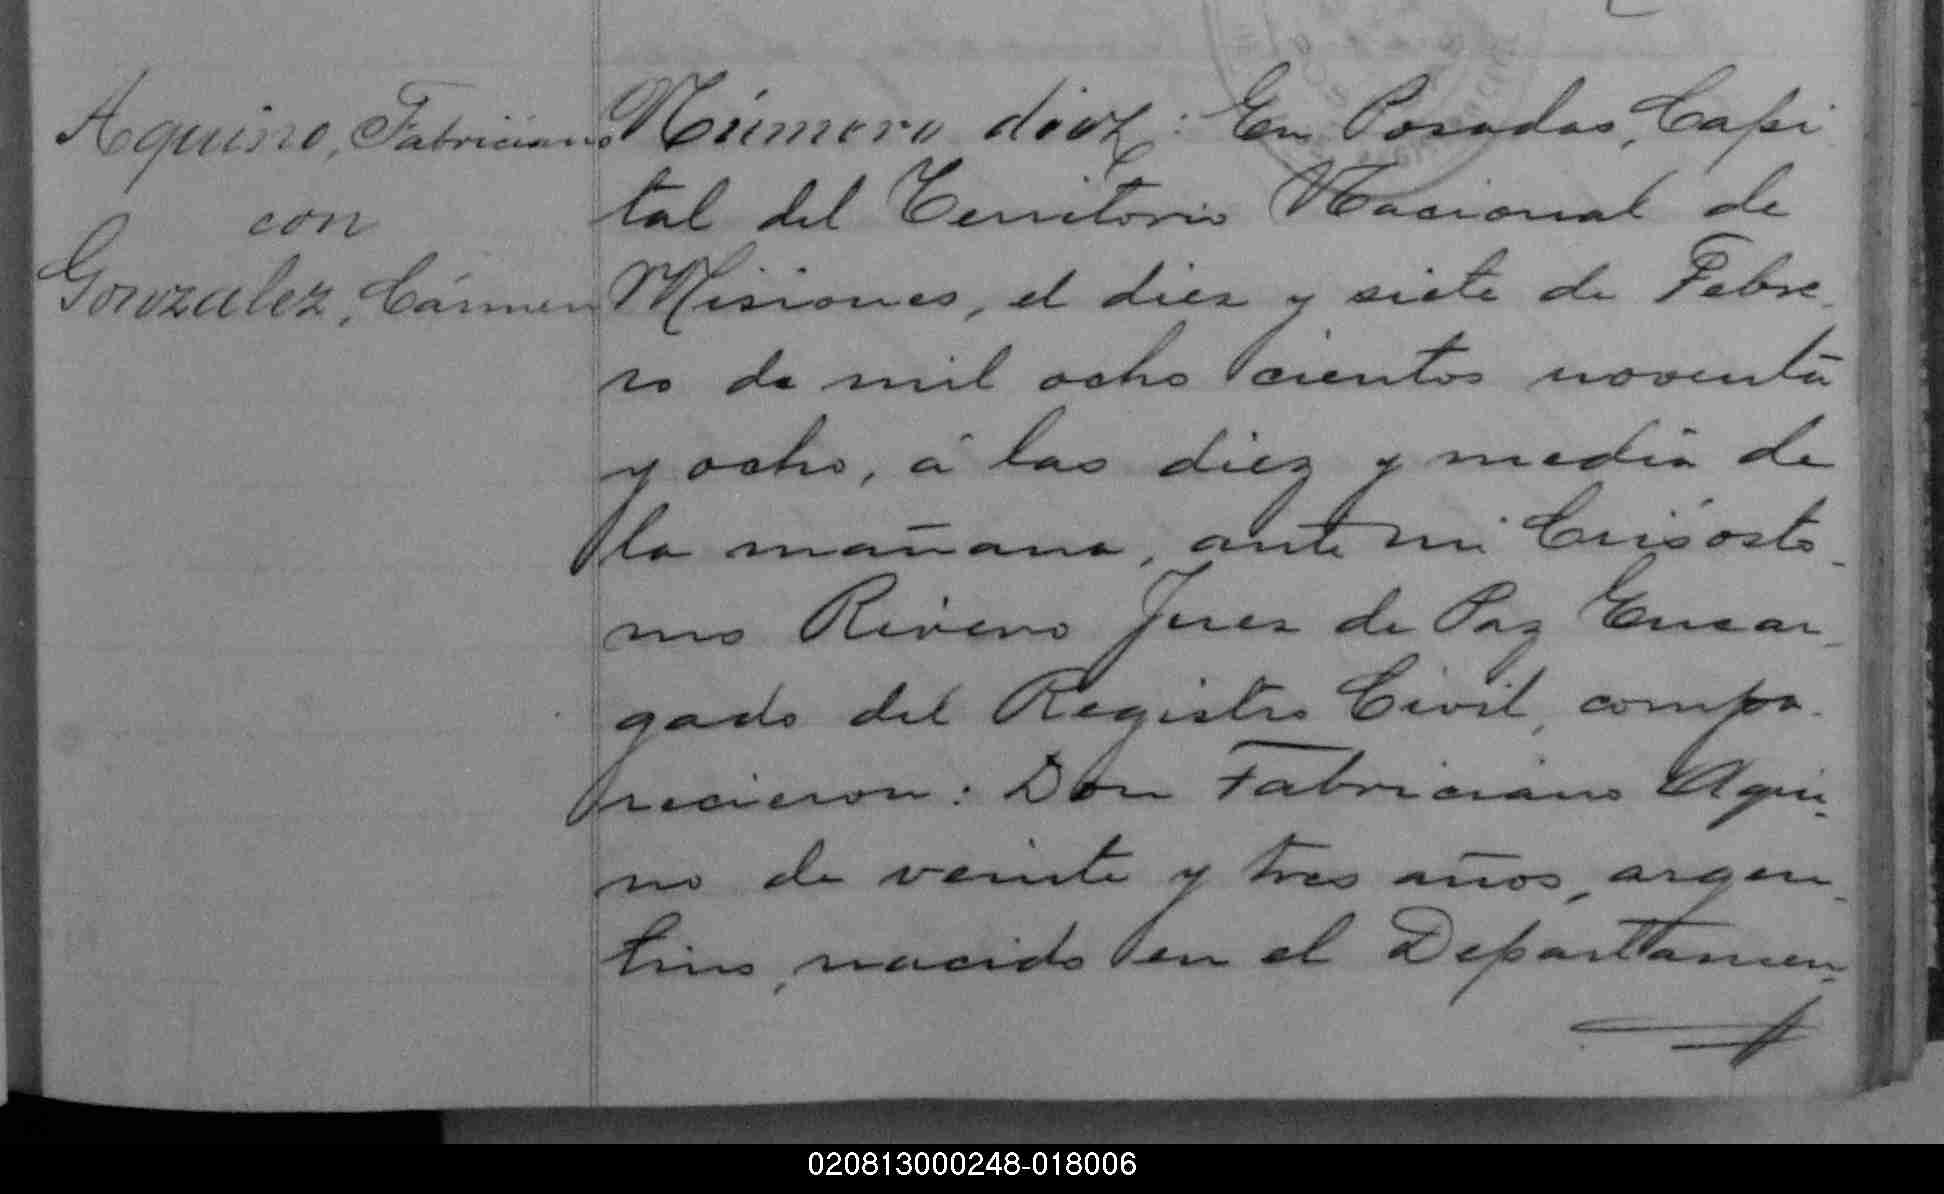 Aquino, Fabriciano
con
Gonzalez, Cármen
Número diez: En Posadas, Capi
tal del Territorio Nacional de
Misiones, el diez y siete de Febre
ro de mil ocho cientos noventa
y ocho, á las diez y media de
la mañana, ante mi Crisósto-
mo Rivero Juez de Paz Encar-
gado del Registro Civil, compa-
recieron: Don Fabriciano Aqui-
no de veinte y tres años, argen-
tino, nacido en el Departamen-
020813000248-018006